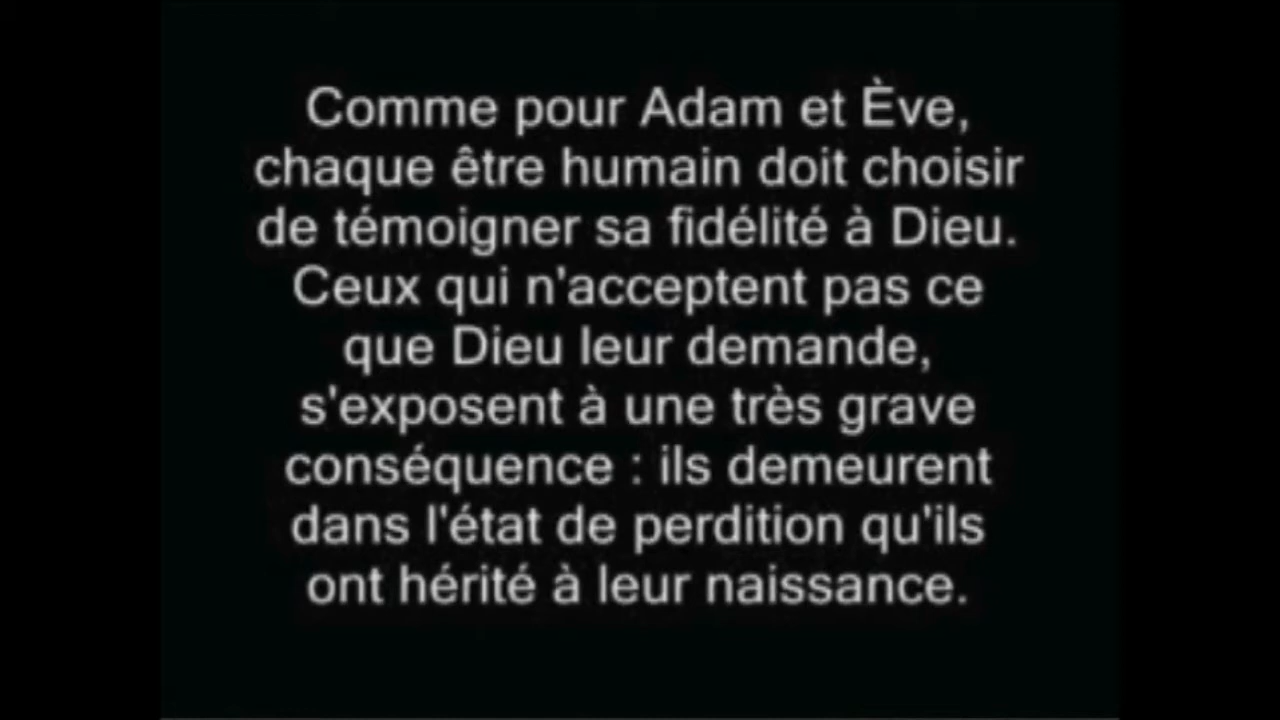 Comme pour Adam et Ève,
chaque être humain doit choisir
de témoigner sa fidélité à Dieu.
Ceux qui n'acceptent pas ce
que Dieu leur demande,
s'exposent à une très grave
conséquence : ils demeurent
dans l'état de perdition qu'ils
ont hérité à leur naissance.